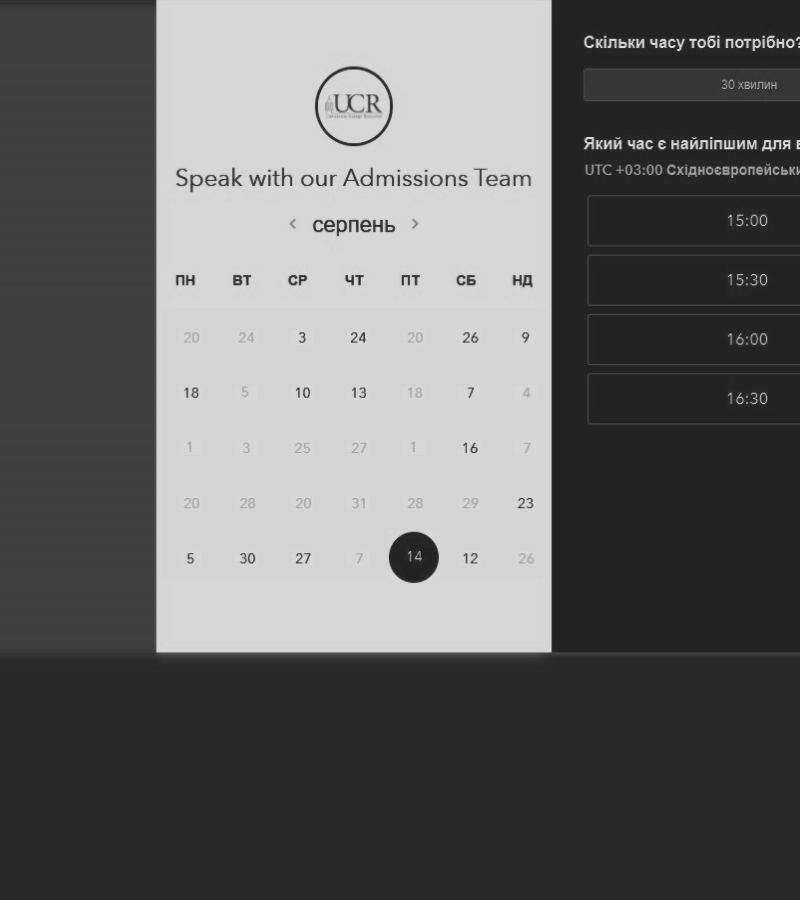 UCR
Speak with our Admissions Team
< серпень >
ПН ВТ СР ЧТ ПТ СБ НД
20 24 3 24 20 26 9
18 5 10 13 18 7 4
1 3 25 27 1 16 7
20 28 20 31 28 29 23
5 30 27 7 14 12 26
Скільки часу тобі потрібно?
30 хвилин
Який час є найліпшим для в
UTC +03:00 Східноєвропейськи
15:00
15:30
16:00
16:30